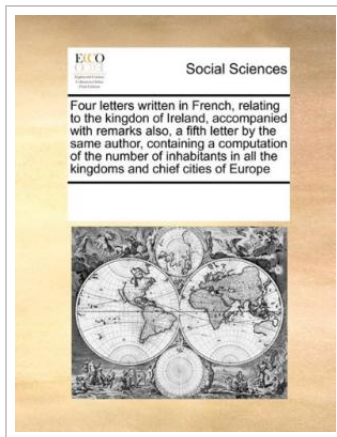 ECCO
Social Sciences
Four letters written in French, relating
to the kingdon of Ireland, accompanied
with remarks also, a fifth letter by the
same author, containing a computation
of the number of inhabitants in all the
kingdoms and chief cities of Europe